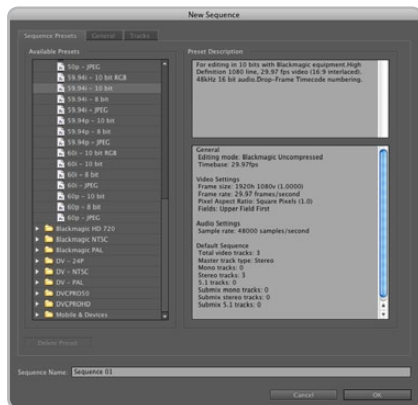 New Sequence
Sequence Presets
General
Tracks
Available Presets
50p - JPEG
59.94i - 10 bit RGB
59.94i - 10 bit
59.94i - 8 bit
59.94i - JPEG
59.94p - 10 bit
59.94p - 8 bit
59.94p - JPEG
60i - 10 bit RGB
60i - 10 bit
60i - 8 bit
60i - JPEG
60p - 10 bit
60p - 8 bit
60p - JPEG
Blackmagic HD 720
Blackmagic NTSC
Blackmagic PAL
DV - 24P
DV - NTSC
DV - PAL
DVCPRO50
DVCPROHD
Mobile & Devices
Delete Preset
Preset Description
For editing in 10 bits with Blackmagic equipment.High
Definition 1080 line, 29.97 fps video (16:9 interlaced).
48kHz 16 bit audio.Drop-Frame Timecode numbering.
General
Editing mode: Blackmagic Uncompressed
Timebase: 29.97fps
Video Settings
Frame size: 1920h 1080v (1.0000)
Frame rate: 29.97 frames/second
Pixel Aspect Ratio: Square Pixels (1.0)
Fields: Upper Field First
Audio Settings
Sample rate: 48000 samples/second
Default Sequence
Total video tracks: 3
Master track type: Stereo
Mono tracks: 0
Stereo tracks: 3
5.1 tracks: 0
Submix mono tracks: 0
Submix stereo tracks: 0
Submix 5.1 tracks: 0
Sequence Name: Sequence 01
Cancel
OK